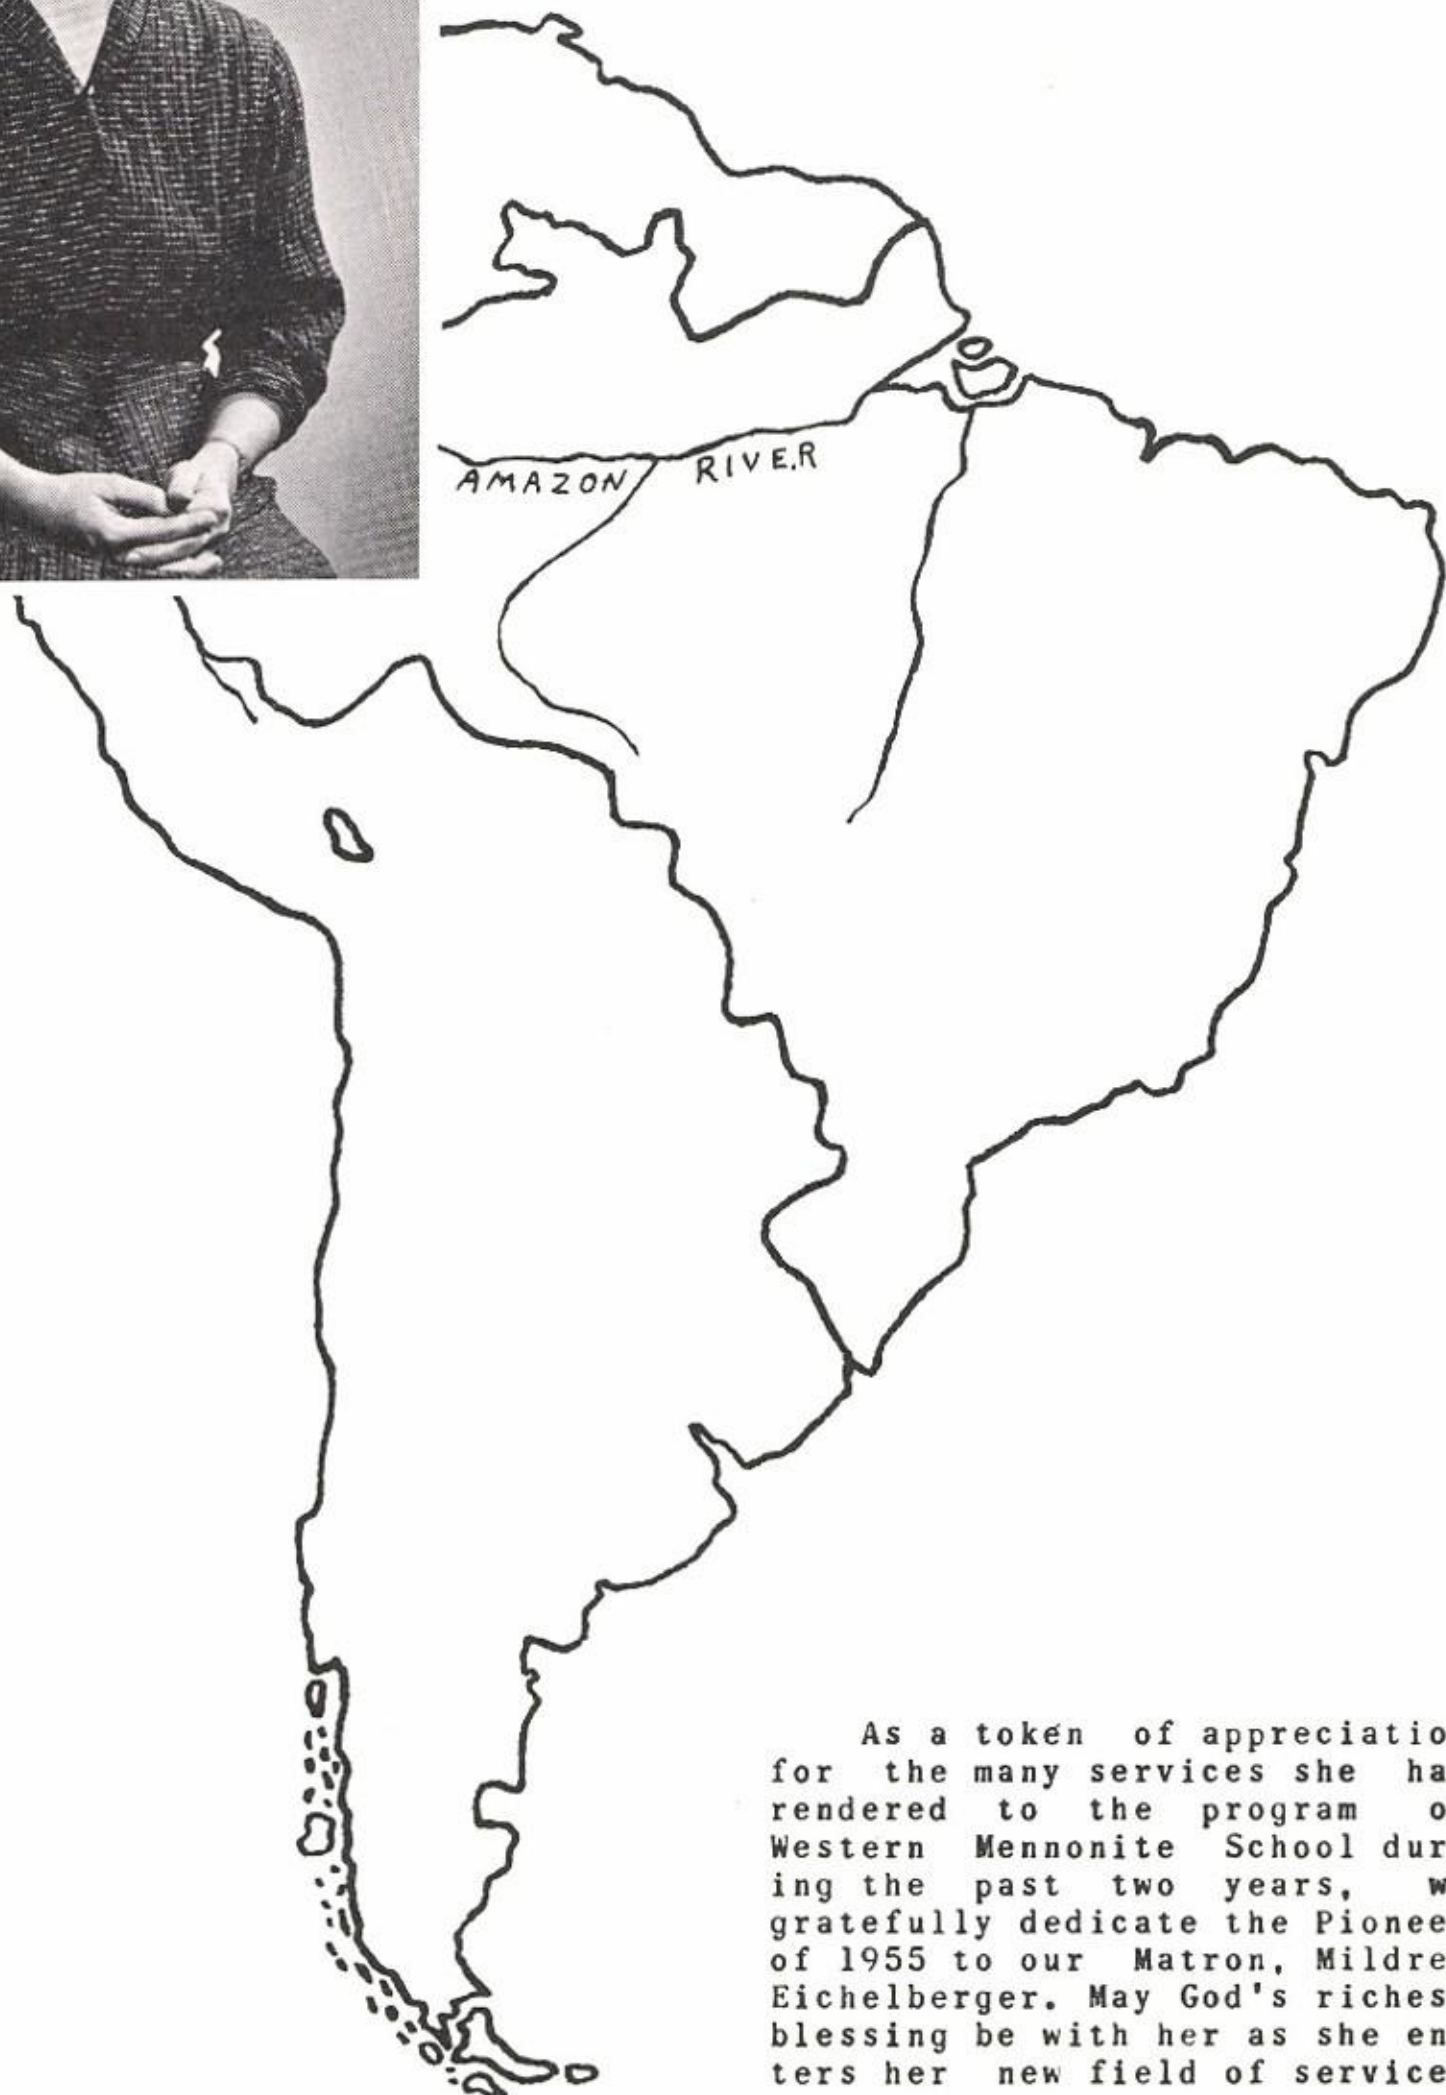 AMAZON RIVER
As a token of appreciatio
for the many services she ha
rendered to the program o
Western Mennonite School dur
ing the past two years, w
gratefully dedicate the Pionee
of 1955 to our Matron, Mildre
Eichelberger. May God's riches
blessing be with her as she en
ters her new field of service